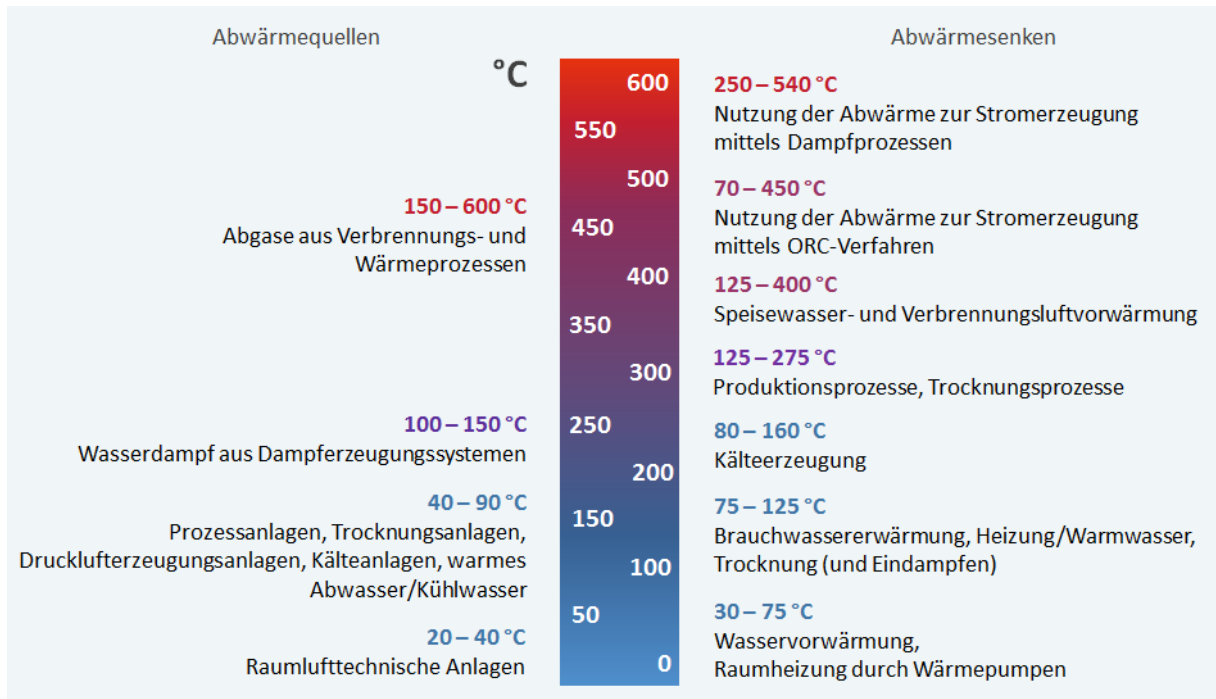 Abwärmequellen
150 – 600 °C
Abgase aus Verbrennungs- und
Wärmeprozessen
100 – 150 °C
Wasserdampf aus Dampferzeugungssystemen
40 – 90 °C
Prozessanlagen, Trocknungsanlagen,
Drucklufterzeugungsanlagen, Kälteanlagen, warmes
Abwasser/Kühlwasser
20 – 40 °C
Raumlufttechnische Anlagen
°C
600
550
500
450
400
350
300
250
200
150
100
50
0
Abwärmesenken
250 – 540 °C
Nutzung der Abwärme zur Stromerzeugung
mittels Dampfprozessen
70 – 450 °C
Nutzung der Abwärme zur Stromerzeugung
mittels ORC-Verfahren
125 – 400 °C
Speisewasser- und Verbrennungsluftvorwärmung
125 – 275 °C
Produktionsprozesse, Trocknungsprozesse
80 – 160 °C
Kälteerzeugung
75 – 125 °C
Brauchwassererwärmung, Heizung/Warmwasser,
Trocknung (und Eindampfen)
30 – 75 °C
Wasservorwärmung,
Raumheizung durch Wärmepumpen